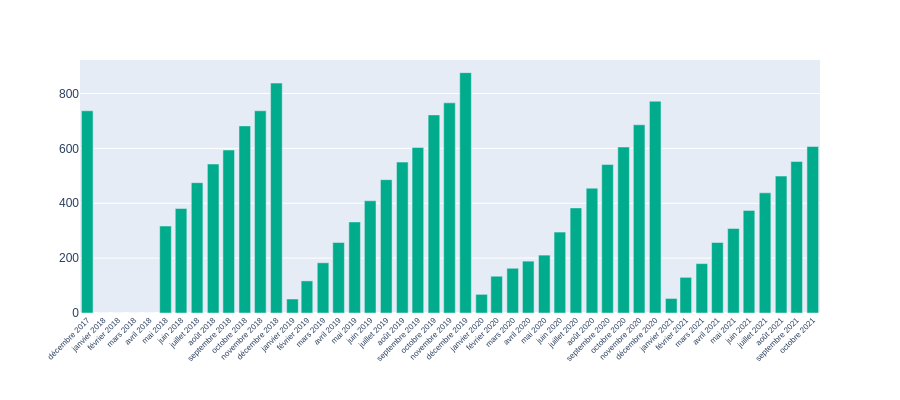 800
600
400
200
0
décembre 2017
janvier 2018
février 2018
mars 2018
avril 2018
mai 2018
juin 2018
juillet 2018
août 2018
septembre 2018
octobre 2018
novembre 2018
décembre 2018
janvier 2019
février 2019
mars 2019
avril 2019
mai 2019
juin 2019
juillet 2019
août 2019
septembre 2019
octobre 2019
novembre 2019
décembre 2019
janvier 2020
février 2020
mars 2020
avril 2020
mai 2020
juin 2020
juillet 2020
août 2020
septembre 2020
octobre 2020
novembre 2020
décembre 2020
janvier 2021
février 2021
mars 2021
avril 2021
mai 2021
juin 2021
juillet 2021
août 2021
septembre 2021
octobre 2021